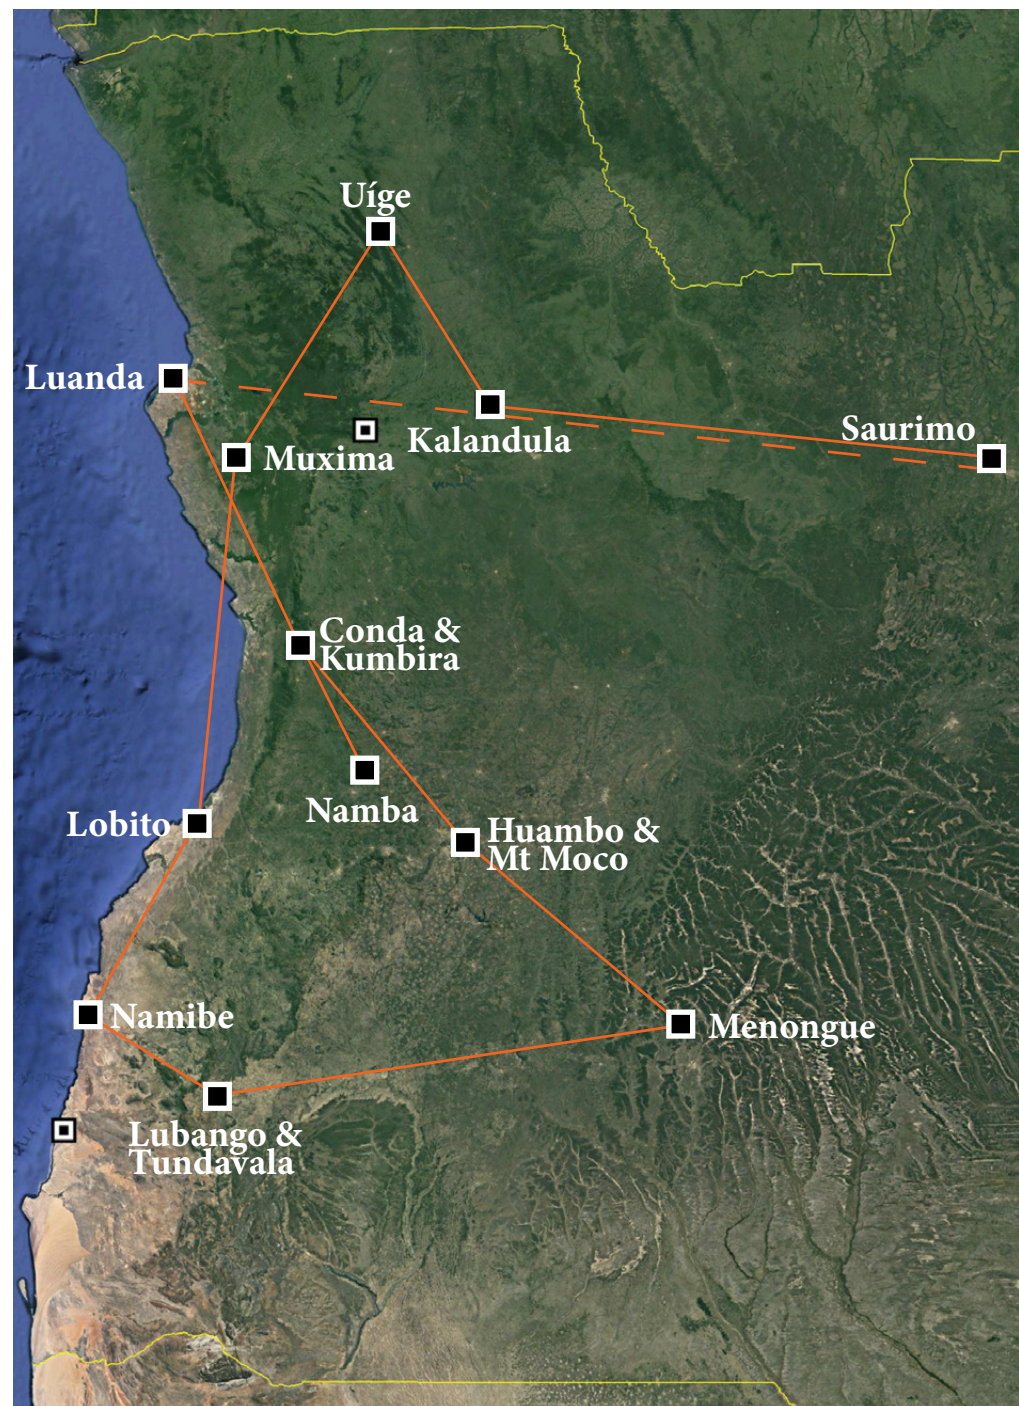 Uíge
Luanda
Saurimo
Kalandula
Muxima
Conda &
Kumbira
Namba
Lobito
Huambo &
Mt Moco
Namibe
Menongue
Lubango &
Tundavala